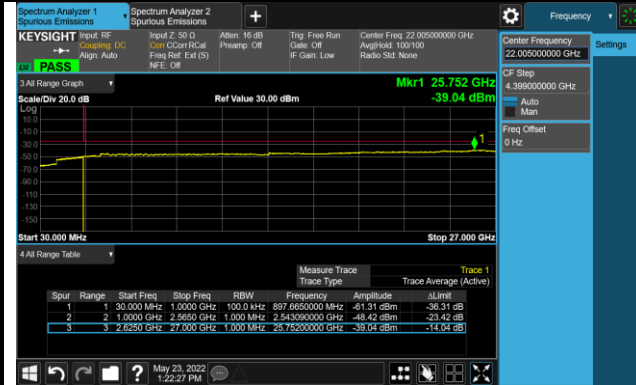 Spectrum Analyzer 1
Spurious Emissions
Spectrum Analyzer 2
Spurious Emissions
+
Frequency
KEYSIGHT
Input: RF
Coupling: DC
Align: Auto
Input Z: 50 Ω
Corr CCorr RCal
Freq Ref: Ext (S)
NFE: Off
Atten: 16 dB
Preamp: Off
Trig: Free Run
Gate: Off
IF Gain: Low
Center Freq: 22.005000000 GHz
Avg|Hold: 100/100
Radio Std: None
PASS
Center Frequency
22.005000000 GHz
Settings
CF Step
4.399000000 GHz
Auto
Man
Freq Offset
0 Hz
3 All Range Graph
Mkr1 25.752 GHz
Scale/Div 20.0 dB
Ref Value 30.00 dBm
-39.04 dBm
Log
10.0
-10.0
-30.0
-50.0
-70.0
-90.0
-110
-130
-150
1
Start 30.000 MHz
Stop 27.000 GHz
4 All Range Table
Measure Trace
Trace 1
Trace Type
Trace Average (Active)
Spur Range Start Freq Stop Freq RBW Frequency Amplitude ΔLimit
1 1 30.000 MHz 1.0000 GHz 100.0 kHz 897.6650000 MHz -61.31 dBm -36.31 dB
2 2 1.0000 GHz 2.5650 GHz 1.000 MHz 2.543090000 GHz -48.42 dBm -23.42 dB
3 3 2.6250 GHz 27.000 GHz 1.000 MHz 25.75200000 GHz -39.04 dBm -14.04 dB
?
May 23, 2022
1:22:27 PM